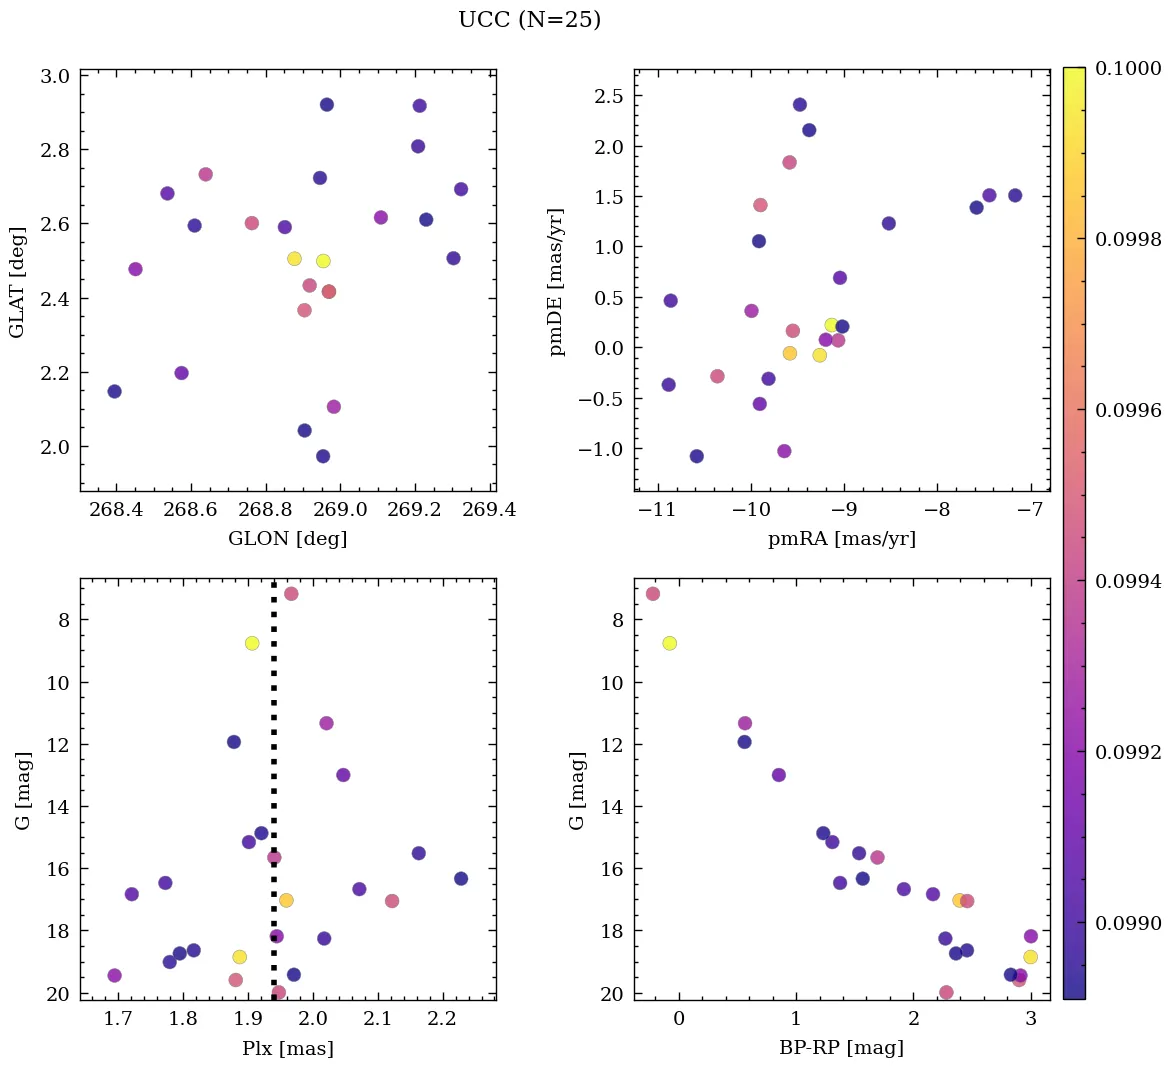 UCC (N=25)
3.0
2.8
2.6
2.4
2.2
2.0
GLAT [deg]
268.4 268.6 268.8 269.0 269.2 269.4
GLON [deg]
2.5
2.0
1.5
1.0
0.5
0.0
−0.5
−1.0
pmDE [mas/yr]
−11 −10 −9 −8 −7
pmRA [mas/yr]
0.1000
0.0998
0.0996
0.0994
0.0992
0.0990
8
10
12
14
16
18
20
G [mag]
1.7 1.8 1.9 2.0 2.1 2.2
Plx [mas]
8
10
12
14
16
18
20
G [mag]
0 1 2 3
BP-RP [mag]